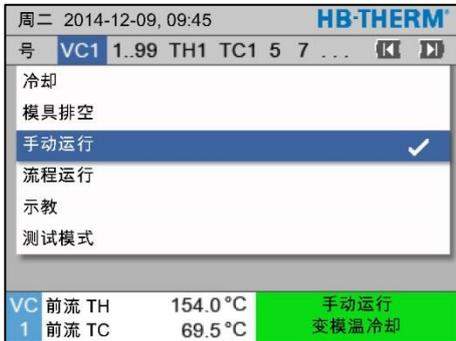 周二 2014-12-09, 09:45 HB-THERM®
号 VC1 1..99 TH1 TC1 5 7 ...
冷却
模具排空
手动运行
流程运行
示教
测试模式
VC 前流 TH 154.0 °C 手动运行
1 前流 TC 69.5 °C 变模温冷却